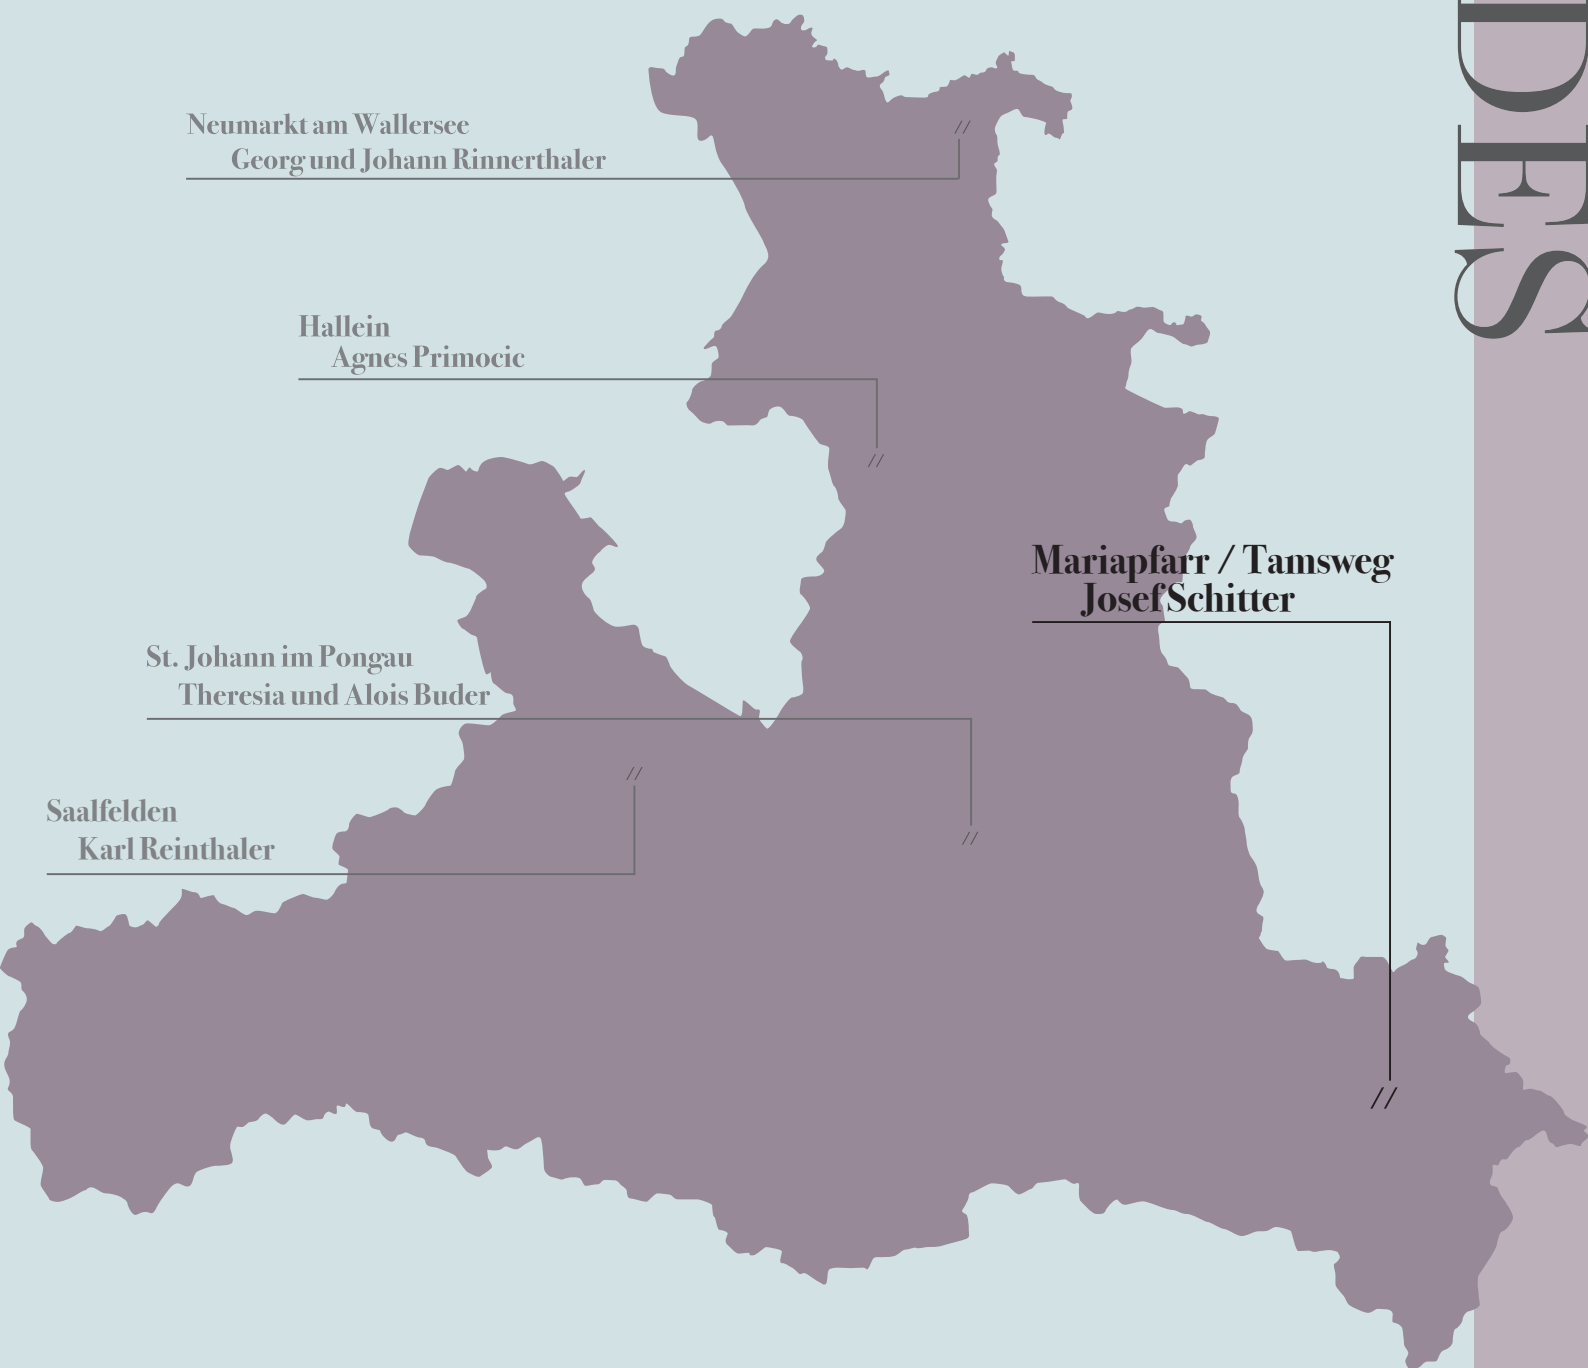 DES
Neumarkt am Wallersee
Georg und Johann Rinnerthaler
Hallein
Agnes Primocic
Mariapfarr / Tamsweg
Josef Schitter
St. Johann im Pongau
Theresia und Alois Buder
Saalfelden
Karl Reinthaler